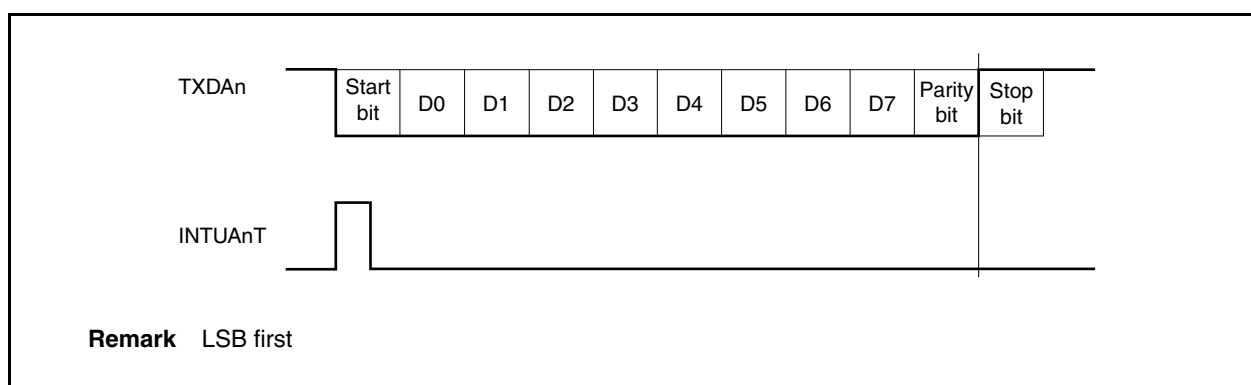 TXDAn
Start bit D0 D1 D2 D3 D4 D5 D6 D7 Parity bit Stop bit
INTUAnT
Remark LSB first